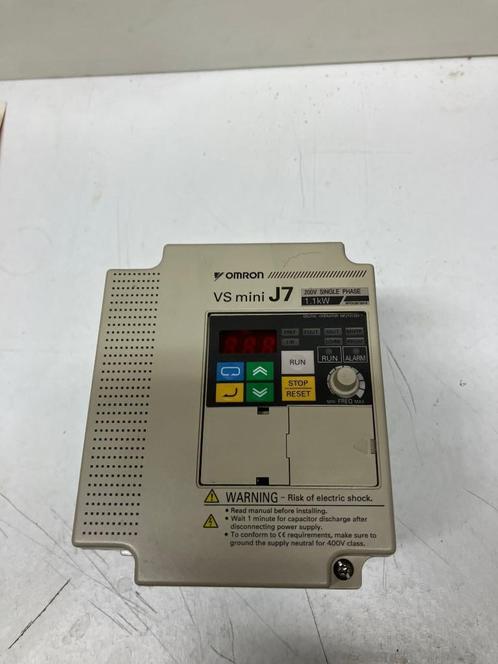 OMRON
VS mini J7
200V SINGLE PHASE
1.1kW
RUN
RUN
ALARM
STOP
RESET
MIN FREQ MAX
WARNING - Risk of electric shock.
• Read manual before installing.
• Wait 1 minute for capacitor discharge after
disconnecting power supply.
• To conform to CE requirements, make sure to
ground the supply neutral for 400V class.